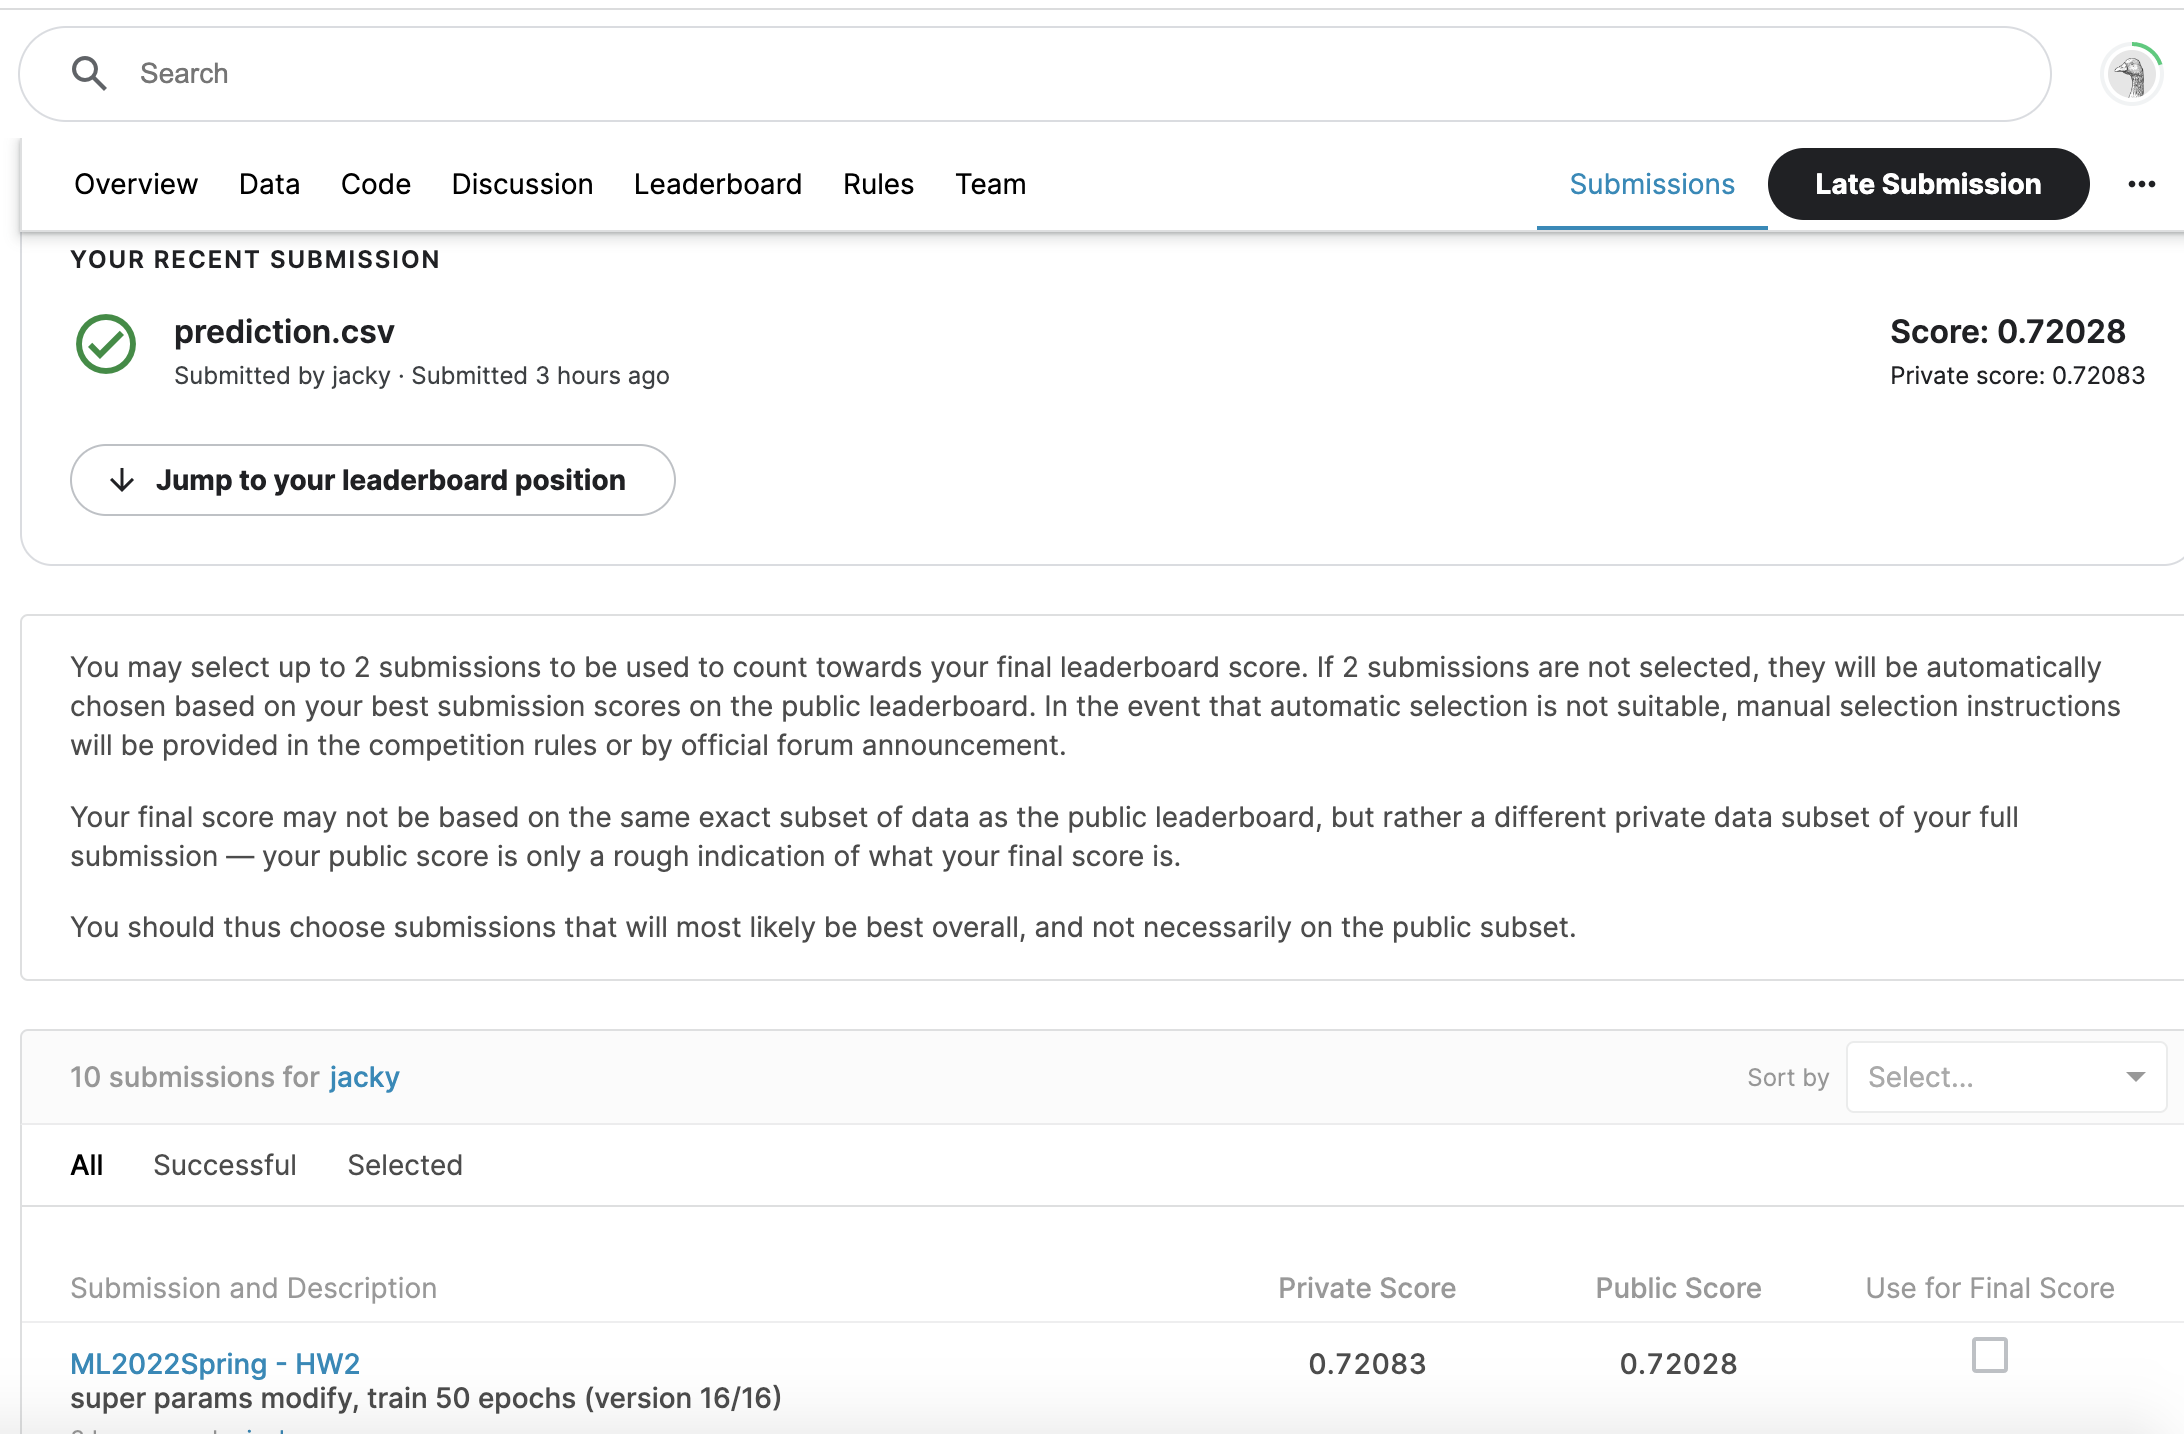 Search
Overview Data Code Discussion Leaderboard Rules Team Submissions Late Submission
YOUR RECENT SUBMISSION
prediction.csv
Submitted by jacky · Submitted 3 hours ago
Score: 0.72028
Private score: 0.72083
Jump to your leaderboard position
You may select up to 2 submissions to be used to count towards your final leaderboard score. If 2 submissions are not selected, they will be automatically
chosen based on your best submission scores on the public leaderboard. In the event that automatic selection is not suitable, manual selection instructions
will be provided in the competition rules or by official forum announcement.
Your final score may not be based on the same exact subset of data as the public leaderboard, but rather a different private data subset of your full
submission — your public score is only a rough indication of what your final score is.
You should thus choose submissions that will most likely be best overall, and not necessarily on the public subset.
10 submissions for jacky
Sort by Select...
All Successful Selected
Submission and Description Private Score Public Score Use for Final Score
ML2022Spring - HW2 0.72083 0.72028
super params modify, train 50 epochs (version 16/16)